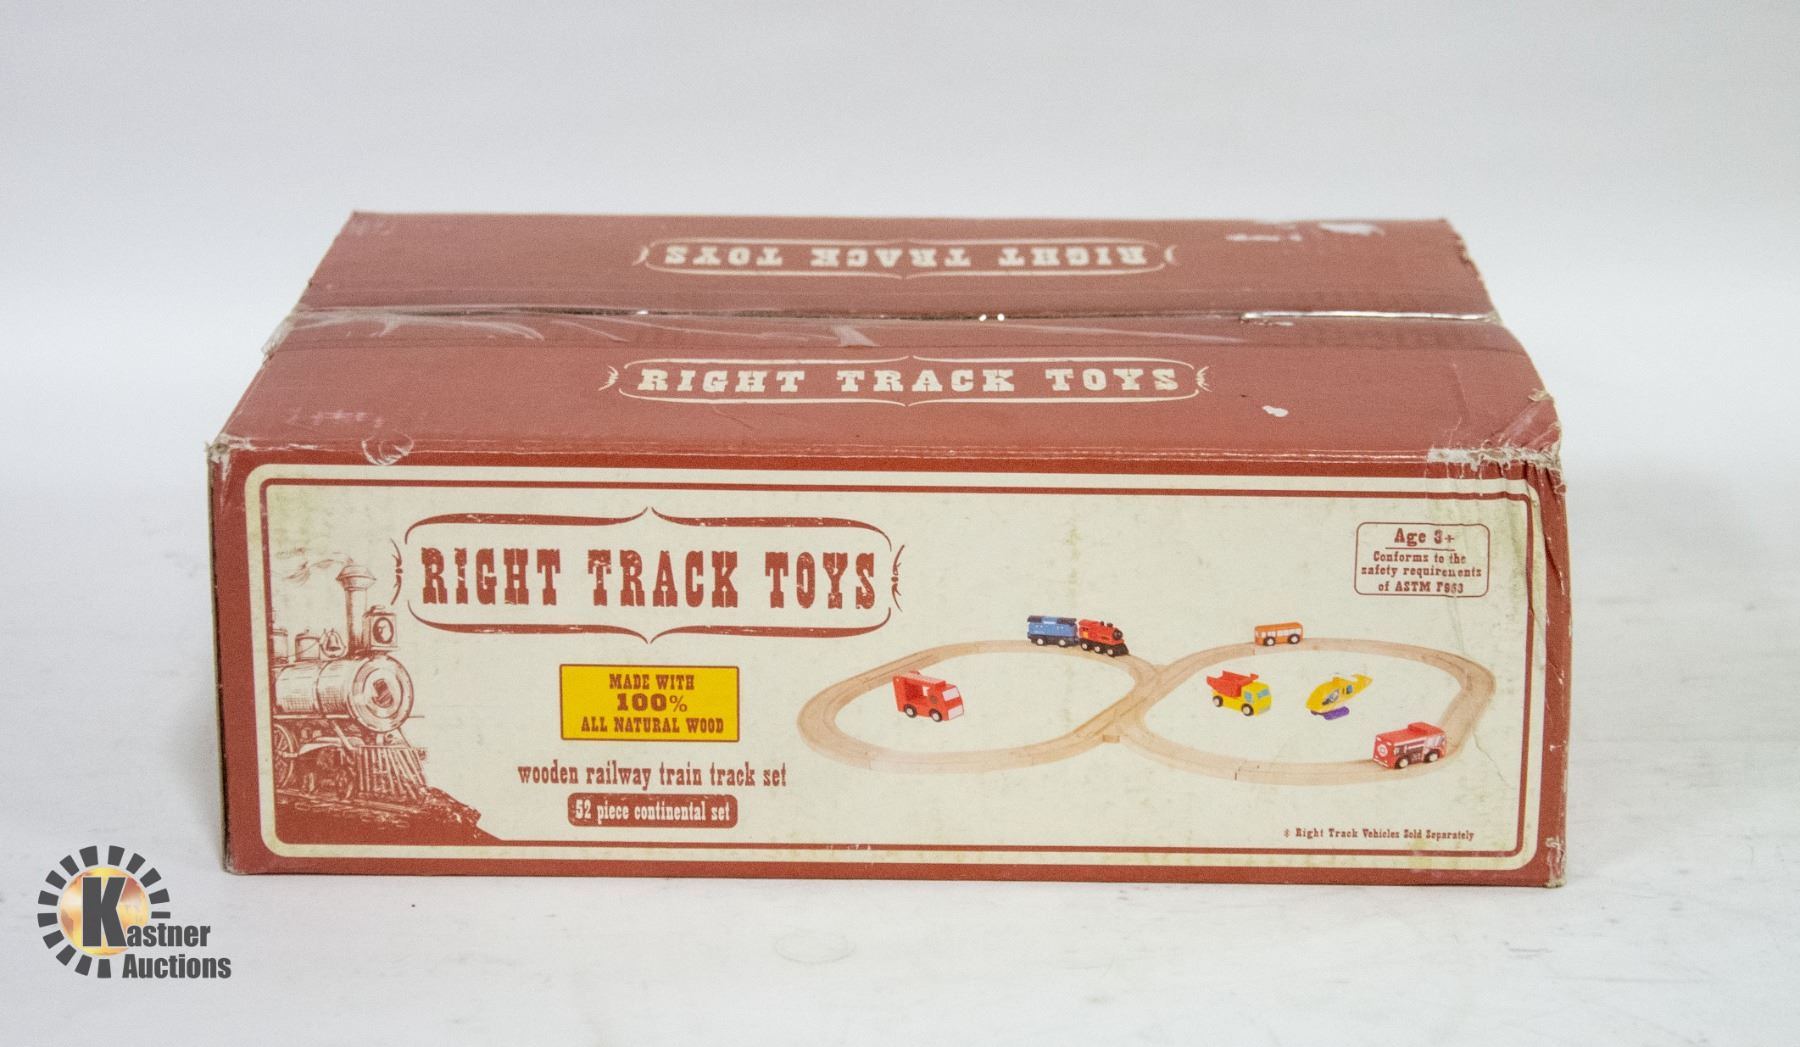 RIGHT TRACK TOYS
RIGHT TRACK TOYS
RIGHT TRACK TOYS
Age 3+
Conforms to the
safety requirements
of ASTM F963
MADE WITH
100%
ALL NATURAL WOOD
wooden railway train track set
52 piece continental set
* Right Track Vehicles Sold Separately
Kastner
Auctions